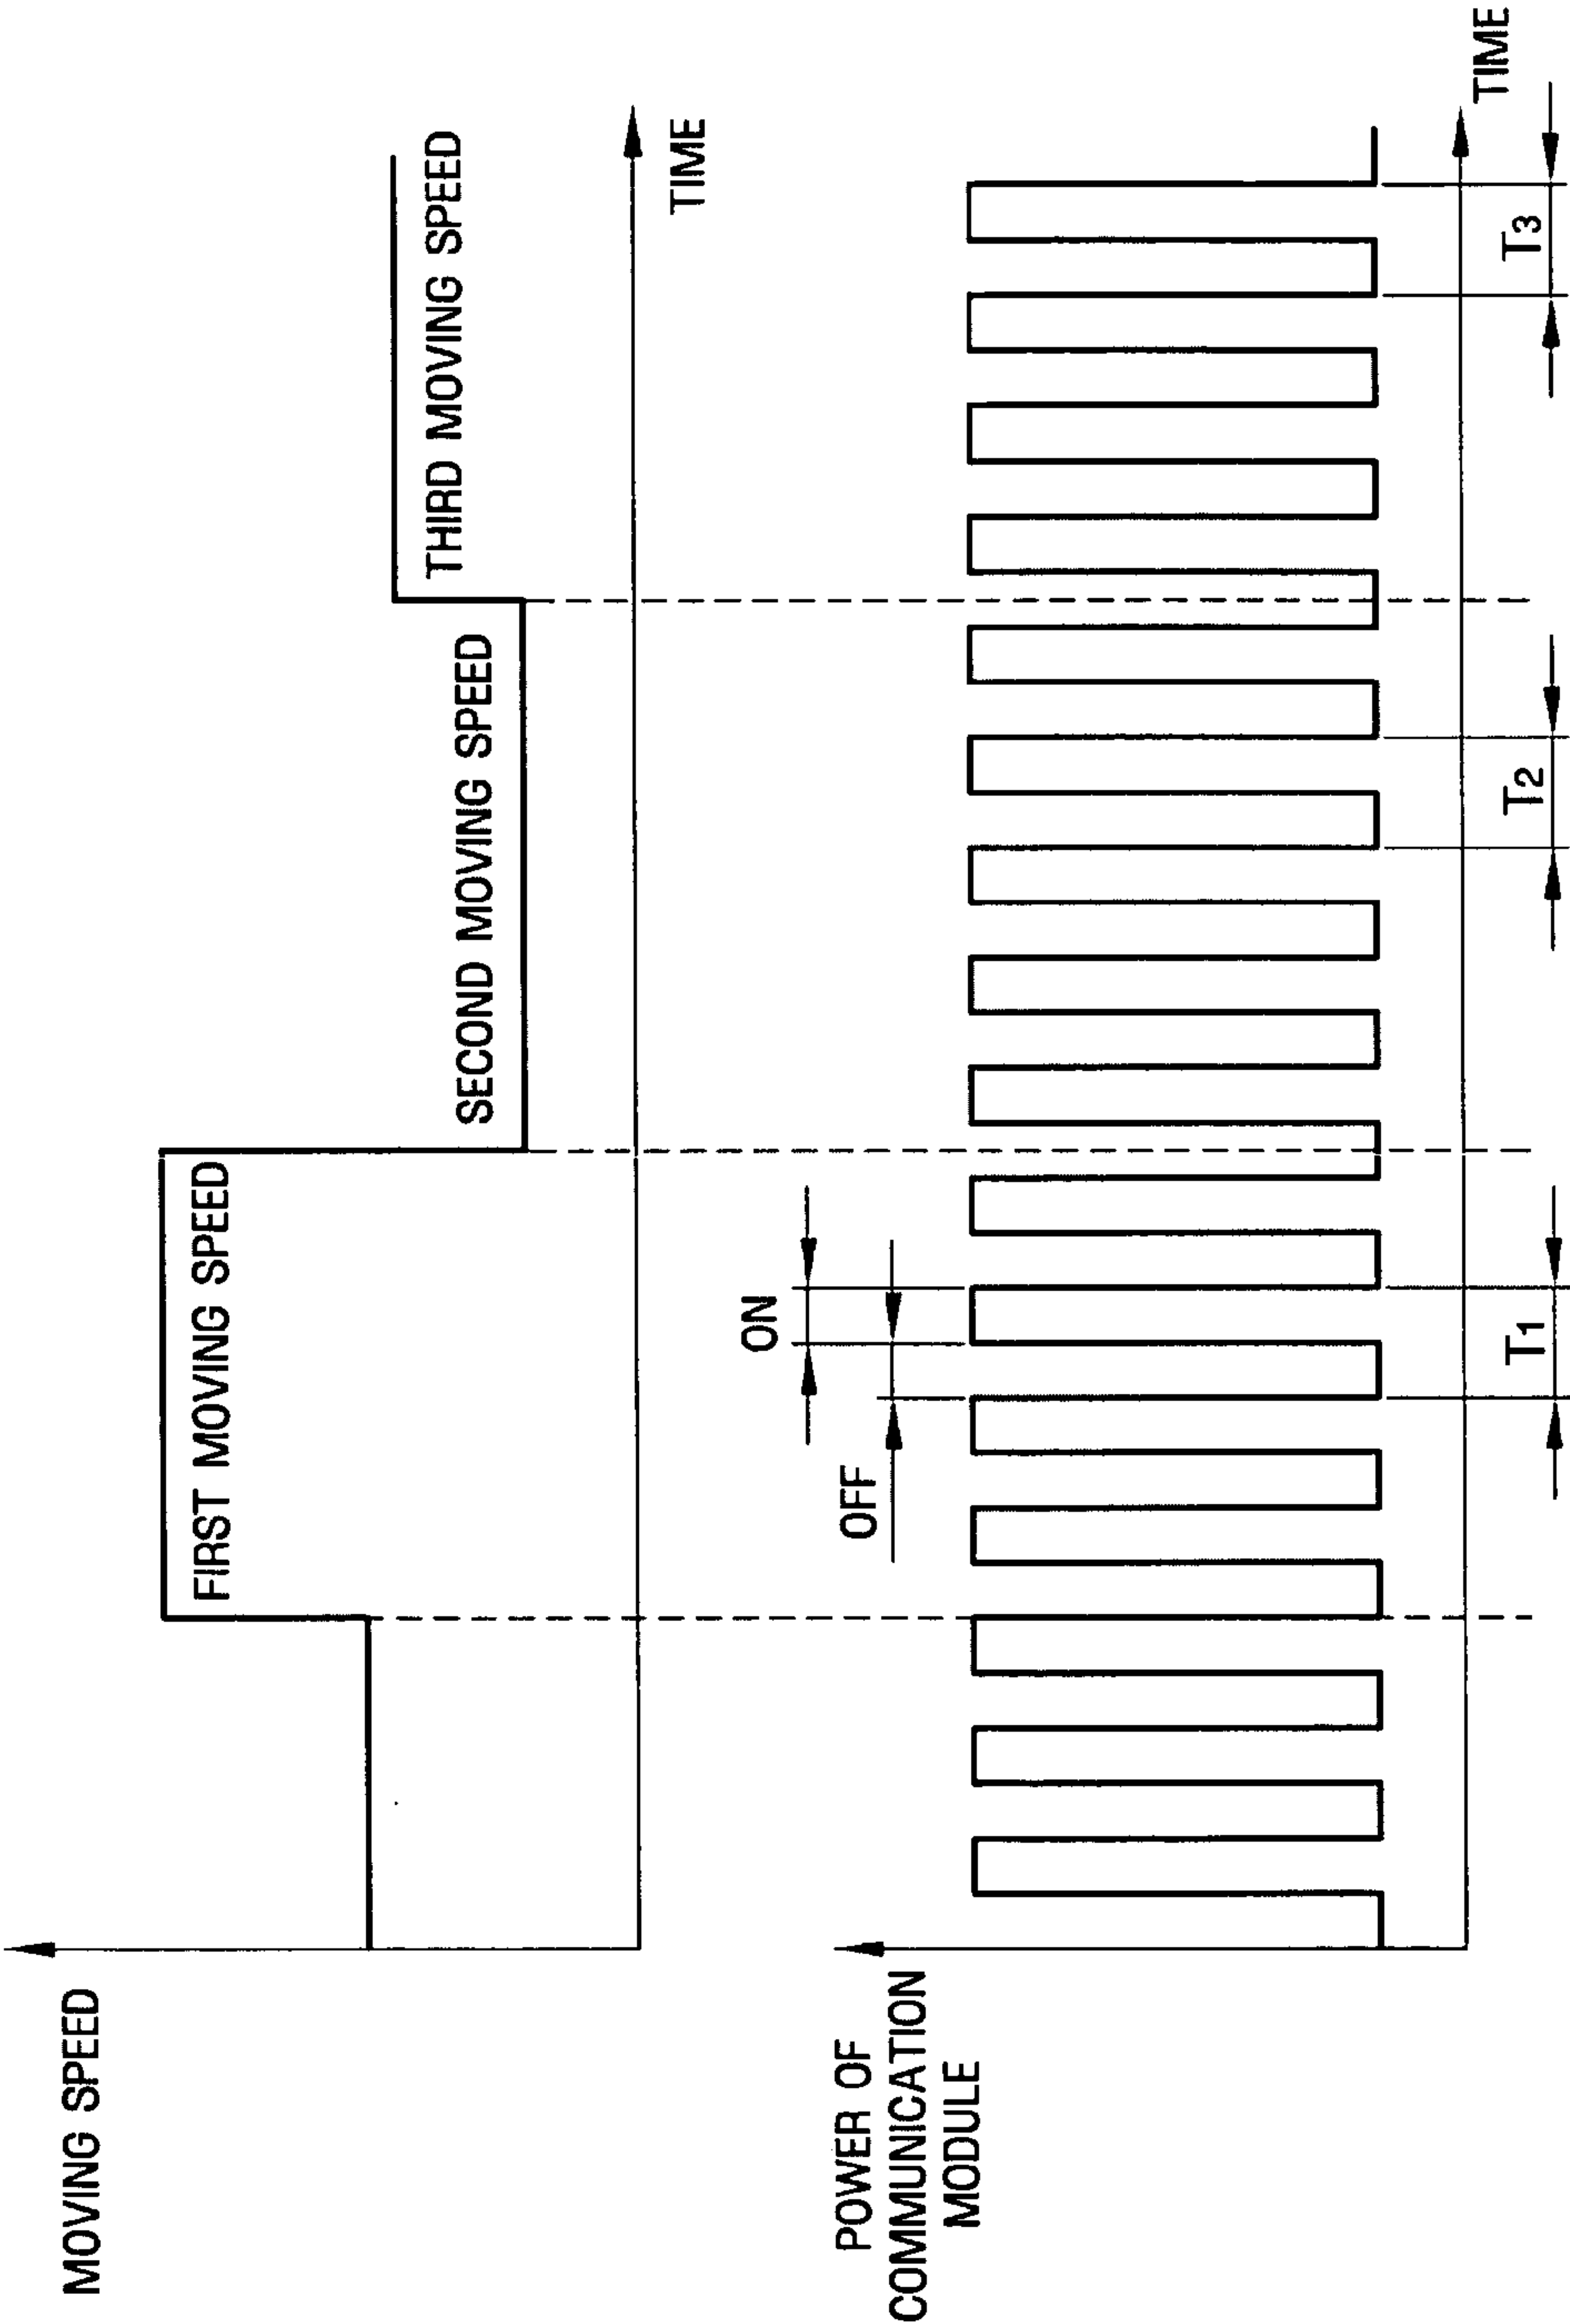 MOVING SPEED
FIRST MOVING SPEED
SECOND MOVING SPEED
THIRD MOVING SPEED
TIME
POWER OF
COMMUNICATION
MODULE
ON
OFF
TIME
T1
T2
T3